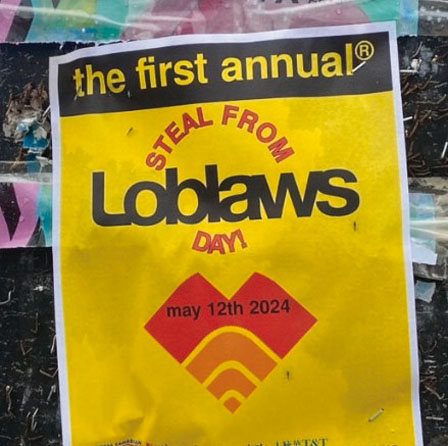 the first annual®
STEAL FROM
Loblaws
DAY!
may 12th 2024
T&T